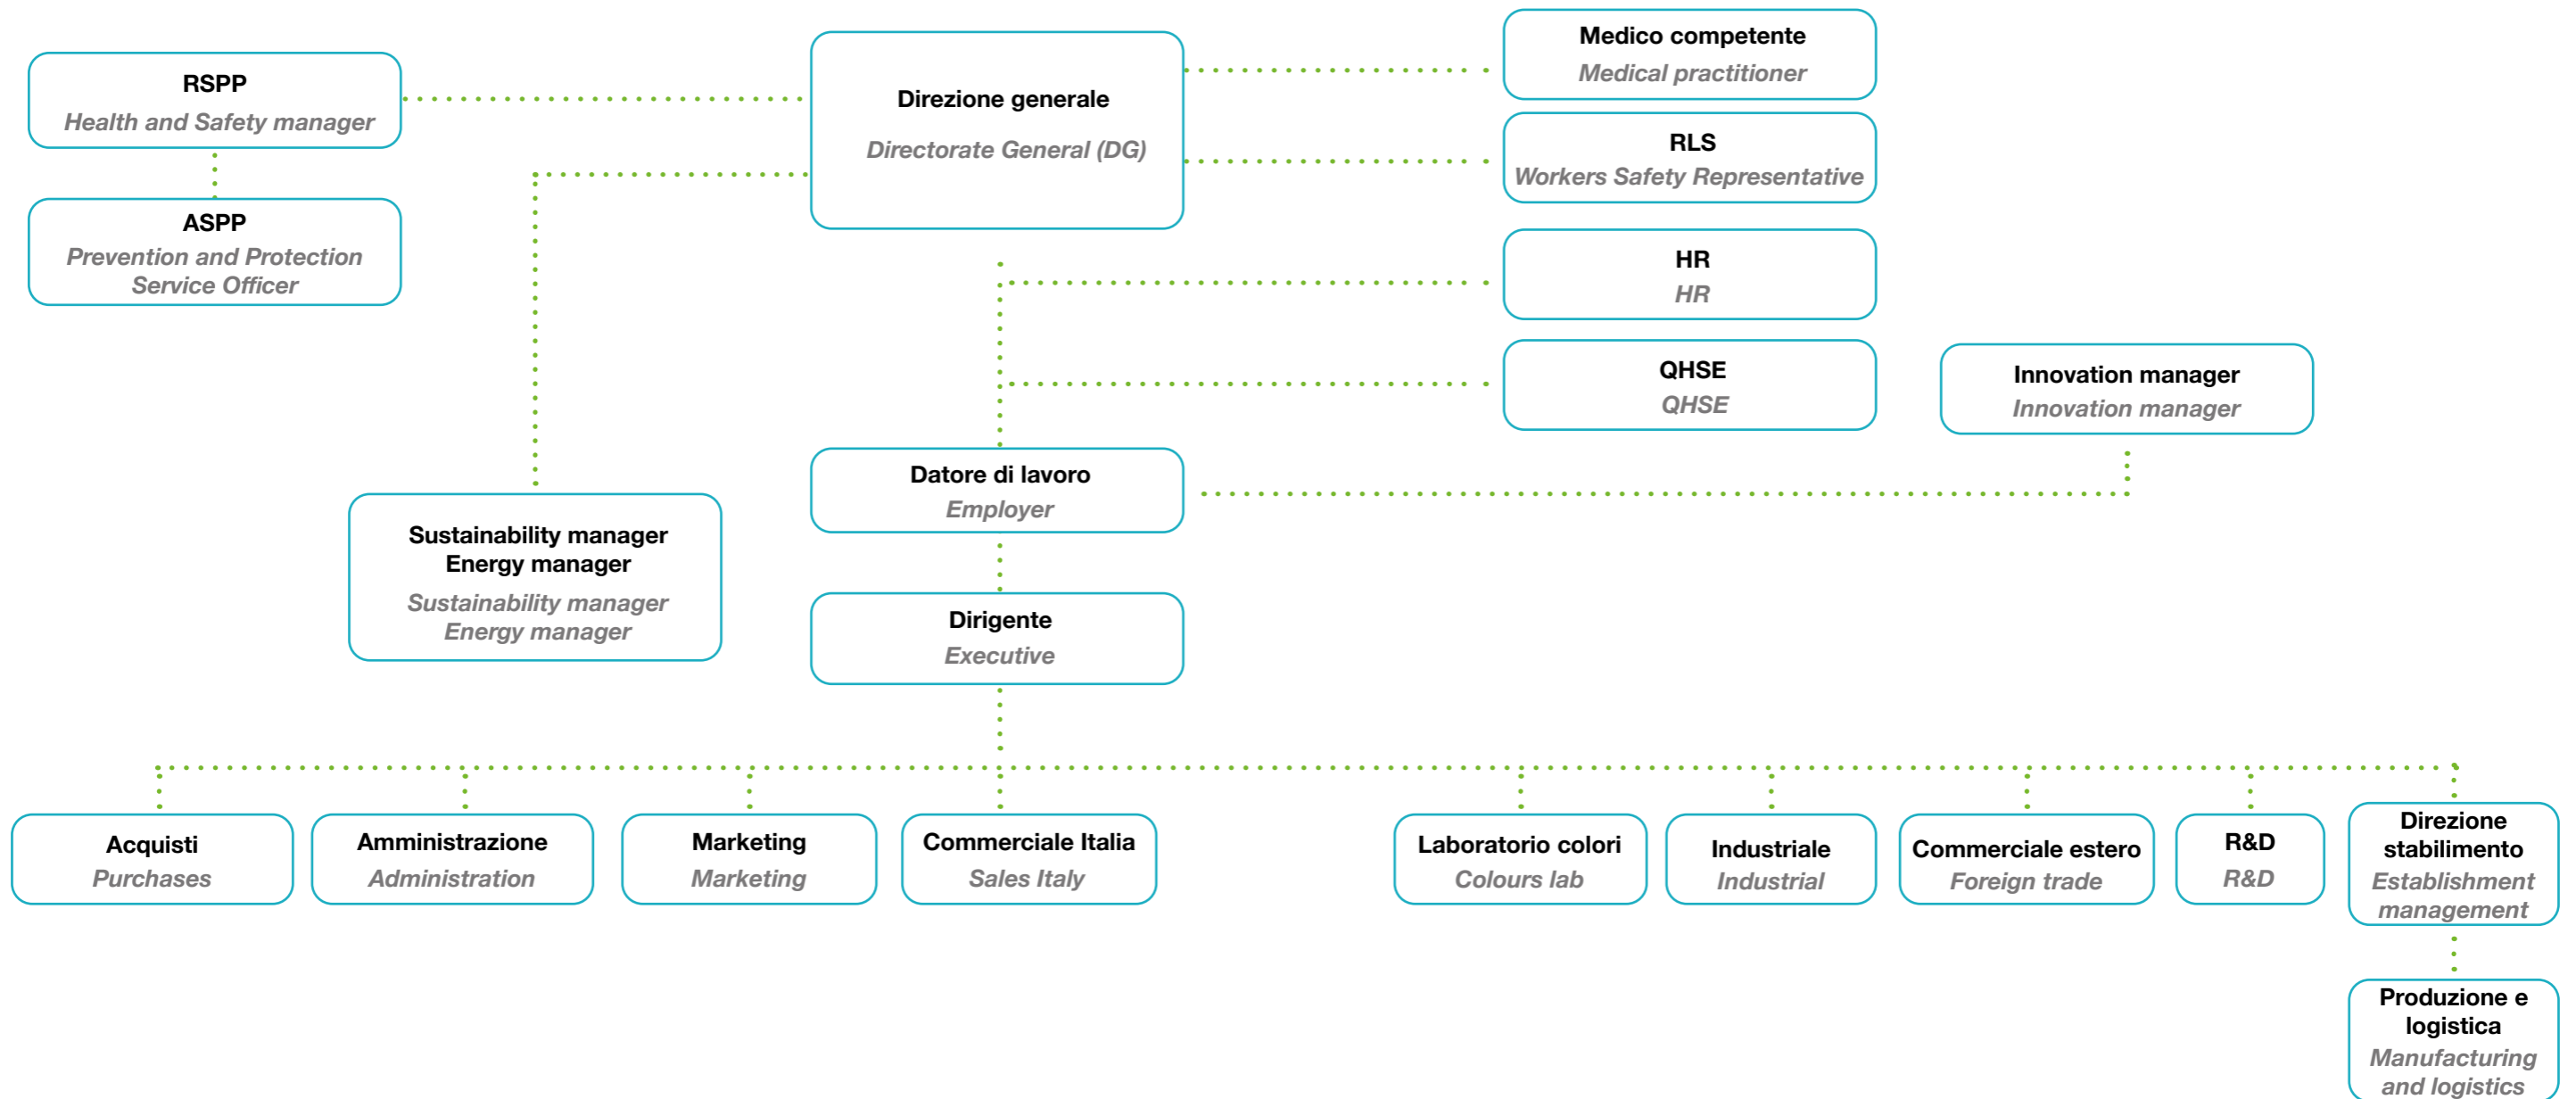 RSPP
Health and Safety manager
ASPP
Prevention and Protection
Service Officer
Direzione generale
Directorate General (DG)
Medico competente
Medical practitioner
RLS
Workers Safety Representative
HR
HR
QHSE
QHSE
Innovation manager
Innovation manager
Datore di lavoro
Employer
Sustainability manager
Energy manager
Sustainability manager
Energy manager
Dirigente
Executive
Acquisti
Purchases
Amministrazione
Administration
Marketing
Marketing
Commerciale Italia
Sales Italy
Laboratorio colori
Colours lab
Industriale
Industrial
Commerciale estero
Foreign trade
R&D
R&D
Direzione
stabilimento
Establishment
management
Produzione e
logistica
Manufacturing
and logistics